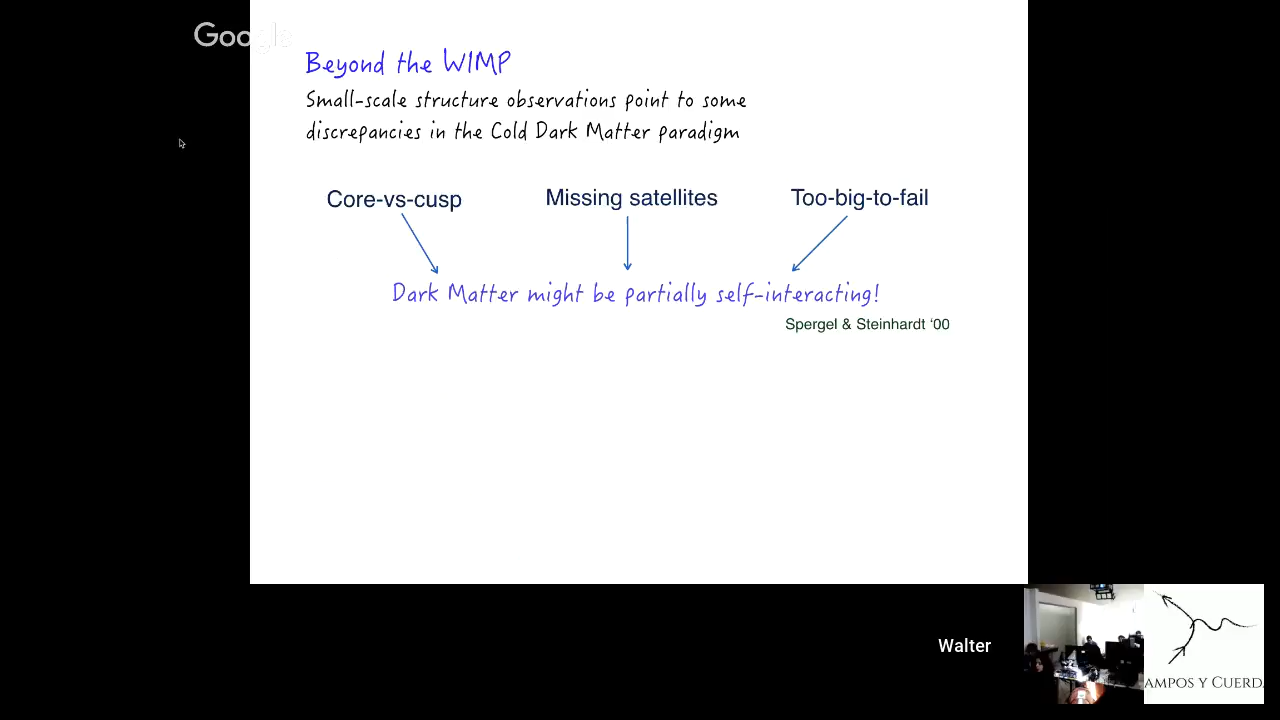 Google
Beyond the WIMP
Small-scale structure observations point to some
discrepancies in the Cold Dark Matter paradigm
Core-vs-cusp Missing satellites Too-big-to-fail
Dark Matter might be partially self-interacting!
Spergel & Steinhardt ‘00
Walter
AMPOS Y CUERD